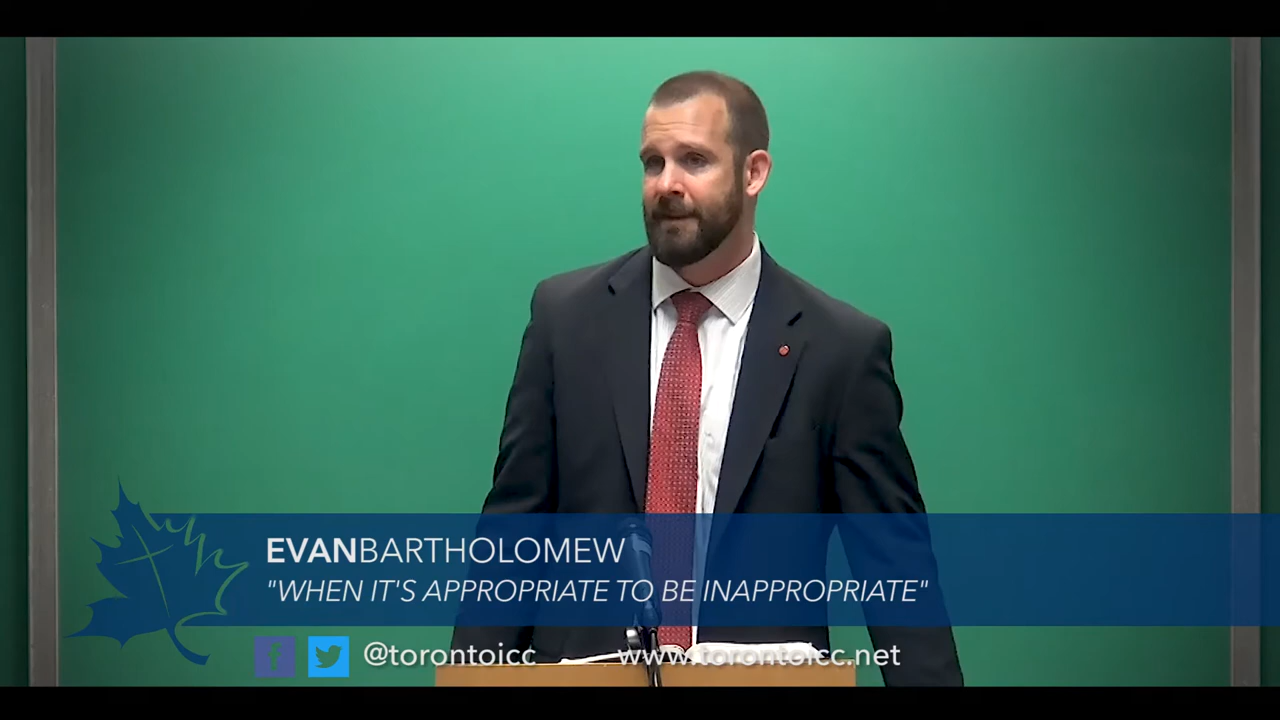 EVANBARTHOLOMEW
"WHEN IT'S APPROPRIATE TO BE INAPPROPRIATE"
@torontoicc www.torontoicc.net